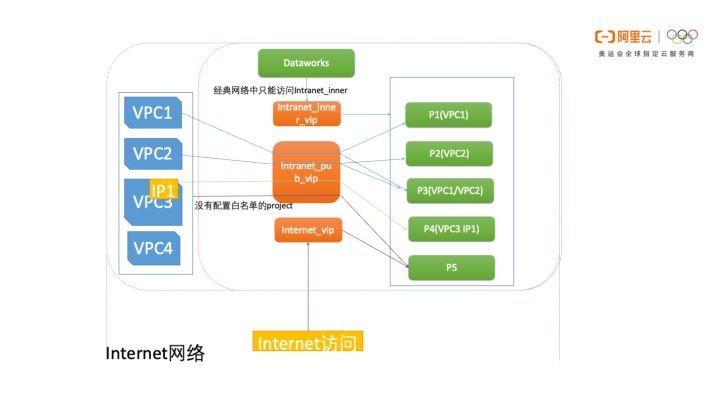 阿里云
奥运会全球指定云服务商
Dataworks
经典网络中只能访问Intranet_inner
Intranet_inne
r_vip
VPC1
P1(VPC1)
VPC2
P2(VPC2)
Intranet_pu
b_vip
IP1
VPC3
P3(VPC1/VPC2)
没有配置白名单的project
P4(VPC3 IP1)
Internet_vip
VPC4
P5
Internet访问
Internet网络